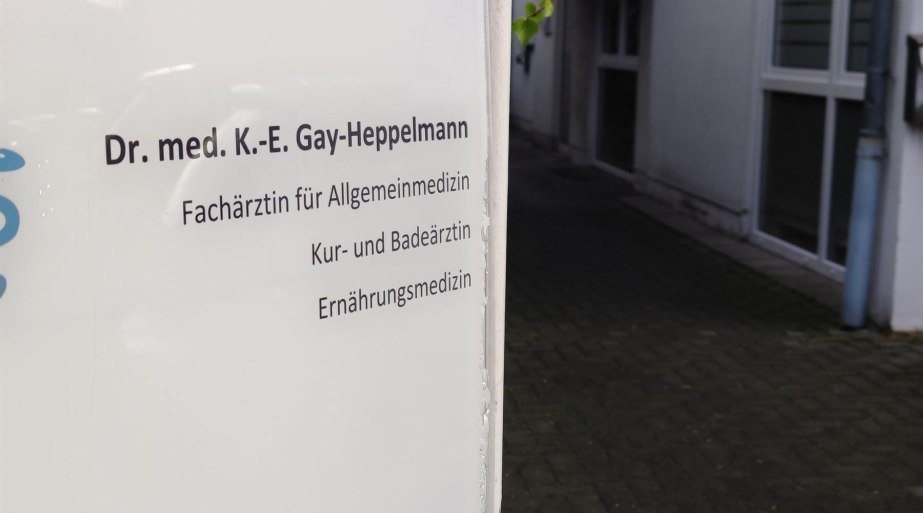 Dr. med. K.-E. Gay-Heppelmann
Fachärztin für Allgemeinmedizin
Kur- und Badeärztin
Ernährungsmedizin